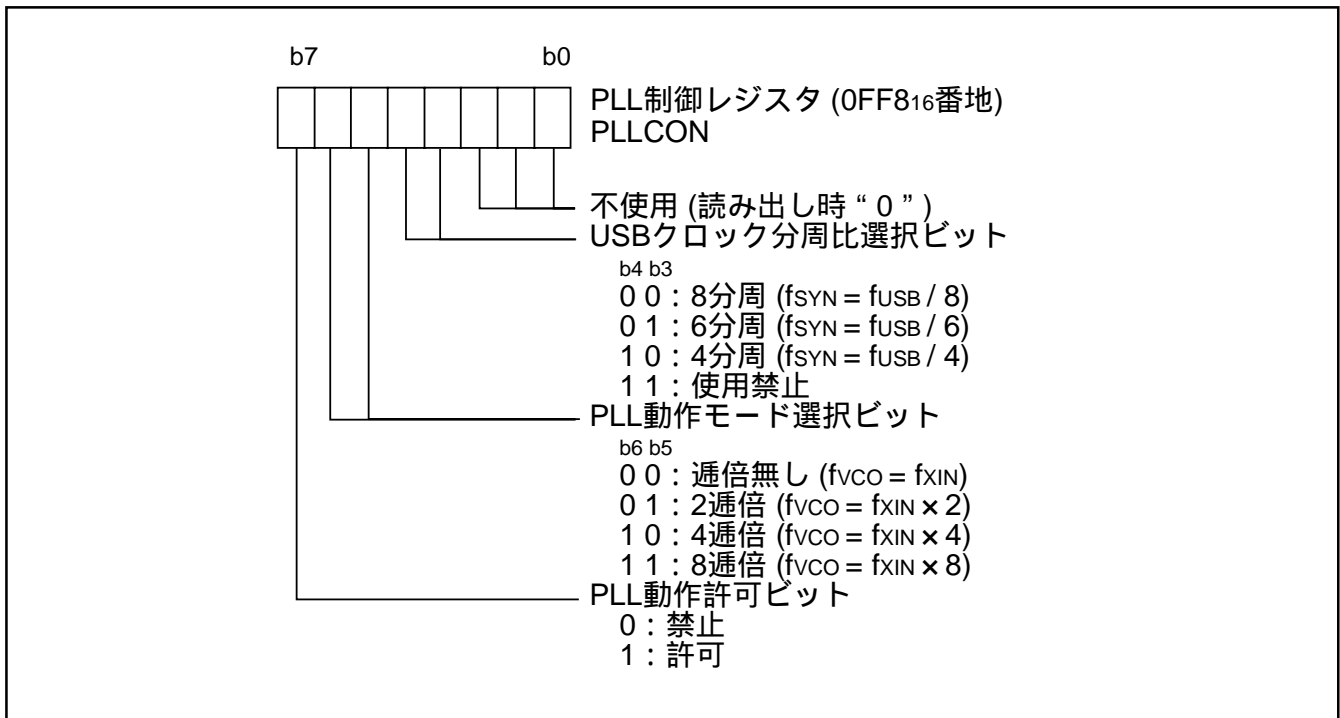 b7 b0
PLL制御レジスタ (0FF816番地)
PLLCON
不使用 (読み出し時 “ 0 ” )
USBクロック分周比選択ビット
b4 b3
0 0 : 8分周 (fSYN = fUSB / 8)
0 1 : 6分周 (fSYN = fUSB / 6)
1 0 : 4分周 (fSYN = fUSB / 4)
1 1 : 使用禁止
PLL動作モード選択ビット
b6 b5
0 0 : 逓倍無し (fVCO = fXIN)
0 1 : 2逓倍 (fVCO = fXIN × 2)
1 0 : 4逓倍 (fVCO = fXIN × 4)
1 1 : 8逓倍 (fVCO = fXIN × 8)
PLL動作許可ビット
0 : 禁止
1 : 許可